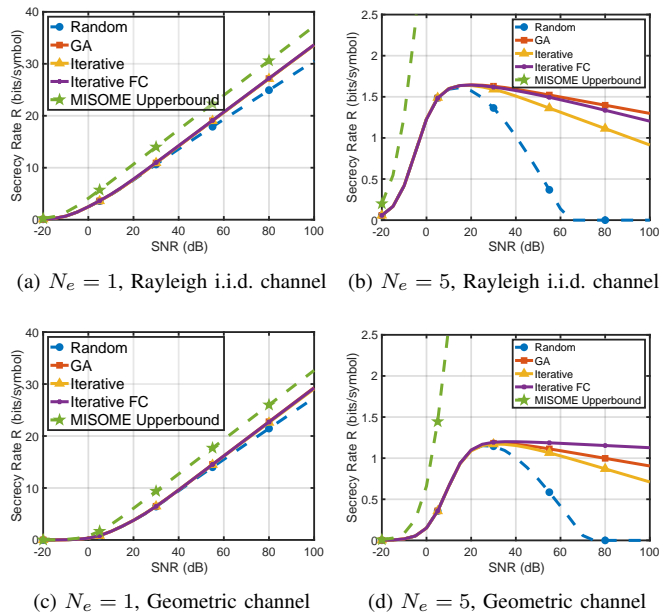 40
30
20
10
0
-20 0 20 40 60 80 100
SNR (dB)
Secrecy Rate R (bits/symbol)
Random
GA
Iterative
Iterative FC
MISOME Upperbound
(a) N_e = 1, Rayleigh i.i.d. channel
2.5
2
1.5
1
0.5
0
-20 0 20 40 60 80 100
SNR (dB)
Secrecy Rate R (bits/symbol)
Random
GA
Iterative
Iterative FC
MISOME Upperbound
(b) N_e = 5, Rayleigh i.i.d. channel
40
30
20
10
0
-20 0 20 40 60 80 100
SNR (dB)
Secrecy Rate R (bits/symbol)
Random
GA
Iterative
Iterative FC
MISOME Upperbound
(c) N_e = 1, Geometric channel
2.5
2
1.5
1
0.5
0
-20 0 20 40 60 80 100
SNR (dB)
Secrecy Rate R (bits/symbol)
Random
GA
Iterative
Iterative FC
MISOME Upperbound
(d) N_e = 5, Geometric channel